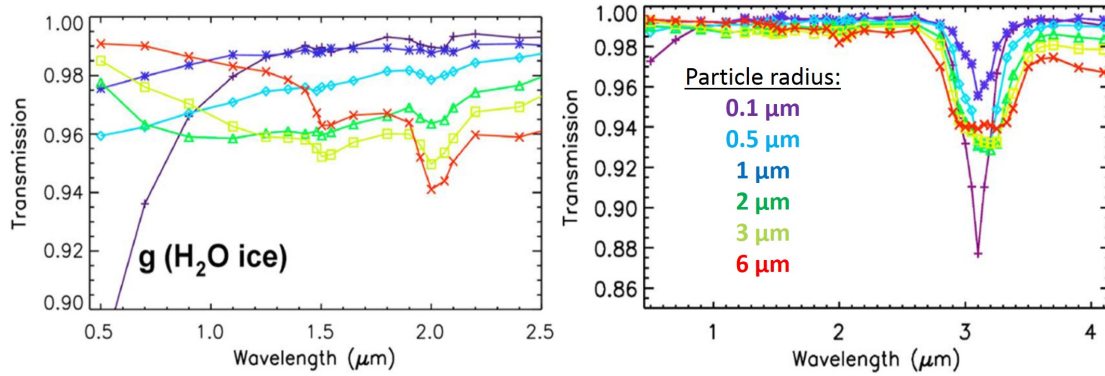 1.00
0.98
0.96
0.94
0.92
0.90
Transmission
g (H₂O ice)
0.5 1.0 1.5 2.0 2.5
Wavelength (μm)
1.00
0.98
0.96
0.94
0.92
0.90
0.88
0.86
Transmission
Particle radius:
0.1 μm
0.5 μm
1 μm
2 μm
3 μm
6 μm
1 2 3 4
Wavelength (μm)